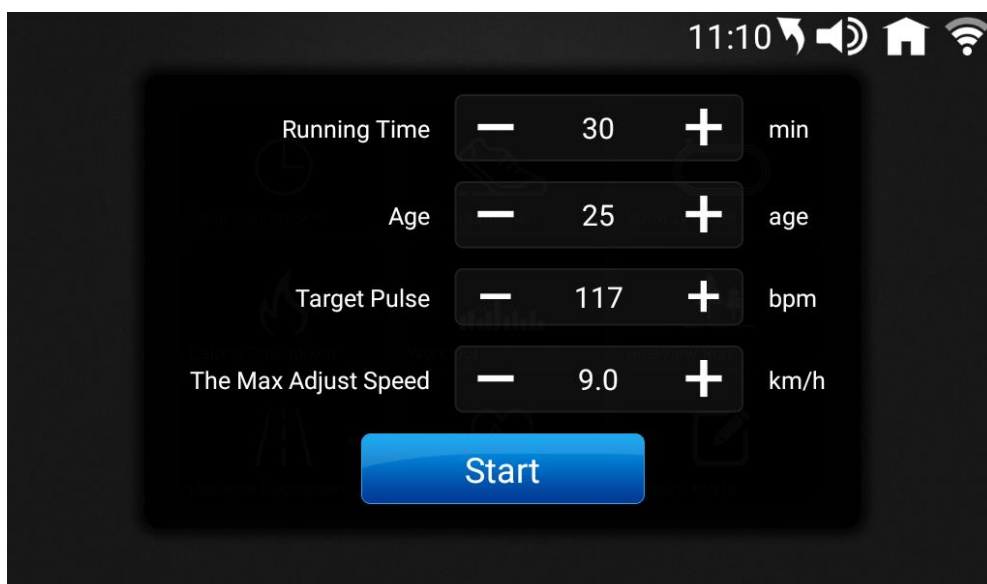 11:10
Running Time − 30 + min
Age − 25 + age
Target Pulse − 117 + bpm
The Max Adjust Speed − 9.0 + km/h
Start